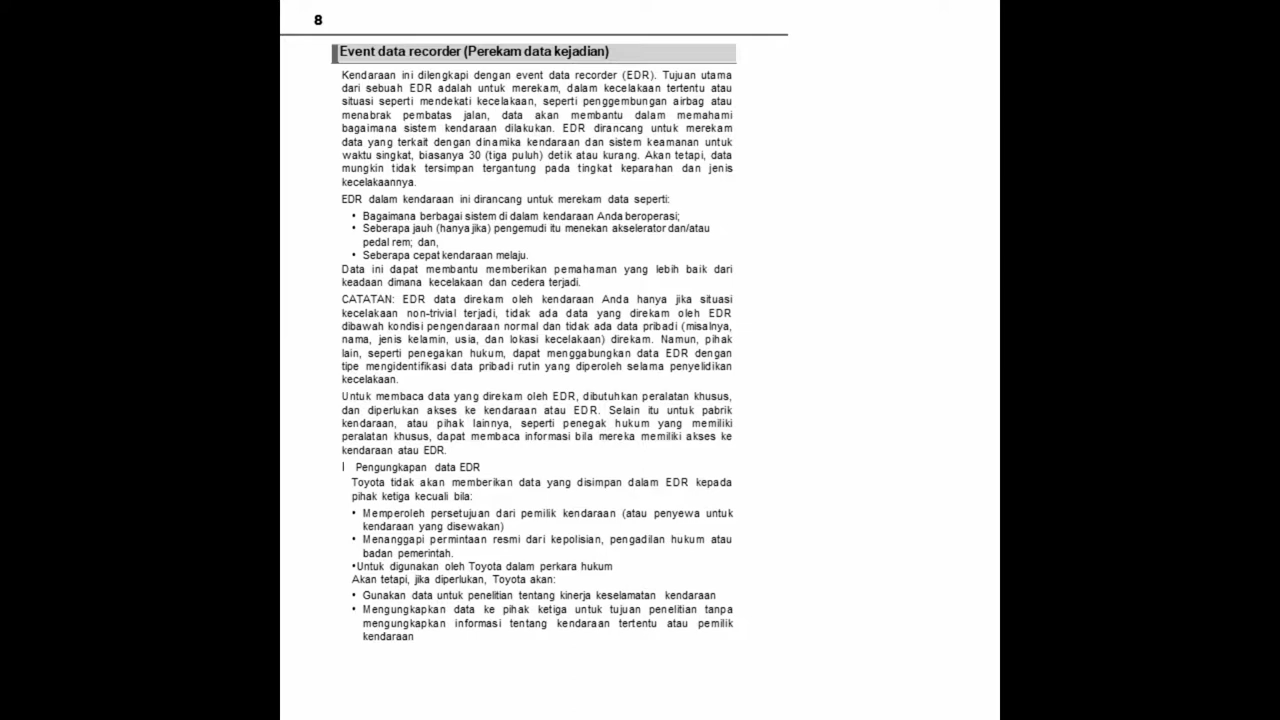 8
Event data recorder (Perekam data kejadian)
Kendaraan ini dilengkapi dengan event data recorder (EDR). Tujuan utama
dari sebuah EDR adalah untuk merekam, dalam kecelakaan tertentu atau
situasi seperti mendekati kecelakaan, seperti penggembungan airbag atau
menabrak pembatas jalan, data akan membantu dalam memahami
bagaimana sistem kendaraan dilakukan. EDR dirancang untuk merekam
data yang terkait dengan dinamika kendaraan dan sistem keamanan untuk
waktu singkat, biasanya 30 (tiga puluh) detik atau kurang. Akan tetapi, data
mungkin tidak tersimpan tergantung pada tingkat keparahan dan jenis
kecelakaannya.
EDR dalam kendaraan ini dirancang untuk merekam data seperti:
• Bagaimana berbagai sistem di dalam kendaraan Anda beroperasi;
• Seberapa jauh (hanya jika) pengemudi itu menekan akselerator dan/atau
pedal rem; dan,
• Seberapa cepat kendaraan melaju.
Data ini dapat membantu memberikan pemahaman yang lebih baik dari
keadaan dimana kecelakaan dan cedera terjadi.
CATATAN: EDR data direkam oleh kendaraan Anda hanya jika situasi
kecelakaan non-trivial terjadi, tidak ada data yang direkam oleh EDR
dibawah kondisi pengendaraan normal dan tidak ada data pribadi (misalnya,
nama, jenis kelamin, usia, dan lokasi kecelakaan) direkam. Namun, pihak
lain, seperti penegakan hukum, dapat menggabungkan data EDR dengan
tipe mengidentifikasi data pribadi rutin yang diperoleh selama penyelidikan
kecelakaan.
Untuk membaca data yang direkam oleh EDR, dibutuhkan peralatan khusus,
dan diperlukan akses ke kendaraan atau EDR. Selain itu untuk pabrik
kendaraan, atau pihak lainnya, seperti penegak hukum yang memiliki
peralatan khusus, dapat membaca informasi bila mereka memiliki akses ke
kendaraan atau EDR.
l Pengungkapan data EDR
Toyota tidak akan memberikan data yang disimpan dalam EDR kepada
pihak ketiga kecuali bila:
• Memperoleh persetujuan dari pemilik kendaraan (atau penyewa untuk
kendaraan yang disewakan)
• Menanggapi permintaan resmi dari kepolisian, pengadilan hukum atau
badan pemerintah.
•Untuk digunakan oleh Toyota dalam perkara hukum
Akan tetapi, jika diperlukan, Toyota akan:
• Gunakan data untuk penelitian tentang kinerja keselamatan kendaraan
• Mengungkapkan data ke pihak ketiga untuk tujuan penelitian tanpa
mengungkapkan informasi tentang kendaraan tertentu atau pemilik
kendaraan